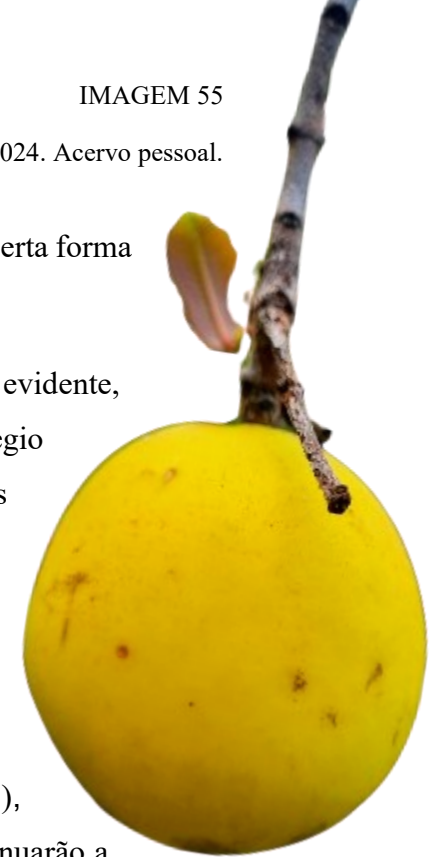 IMAGEM 55
024. Acervo pessoal.
erta forma
evidente,
égio
s
),
nuarão a